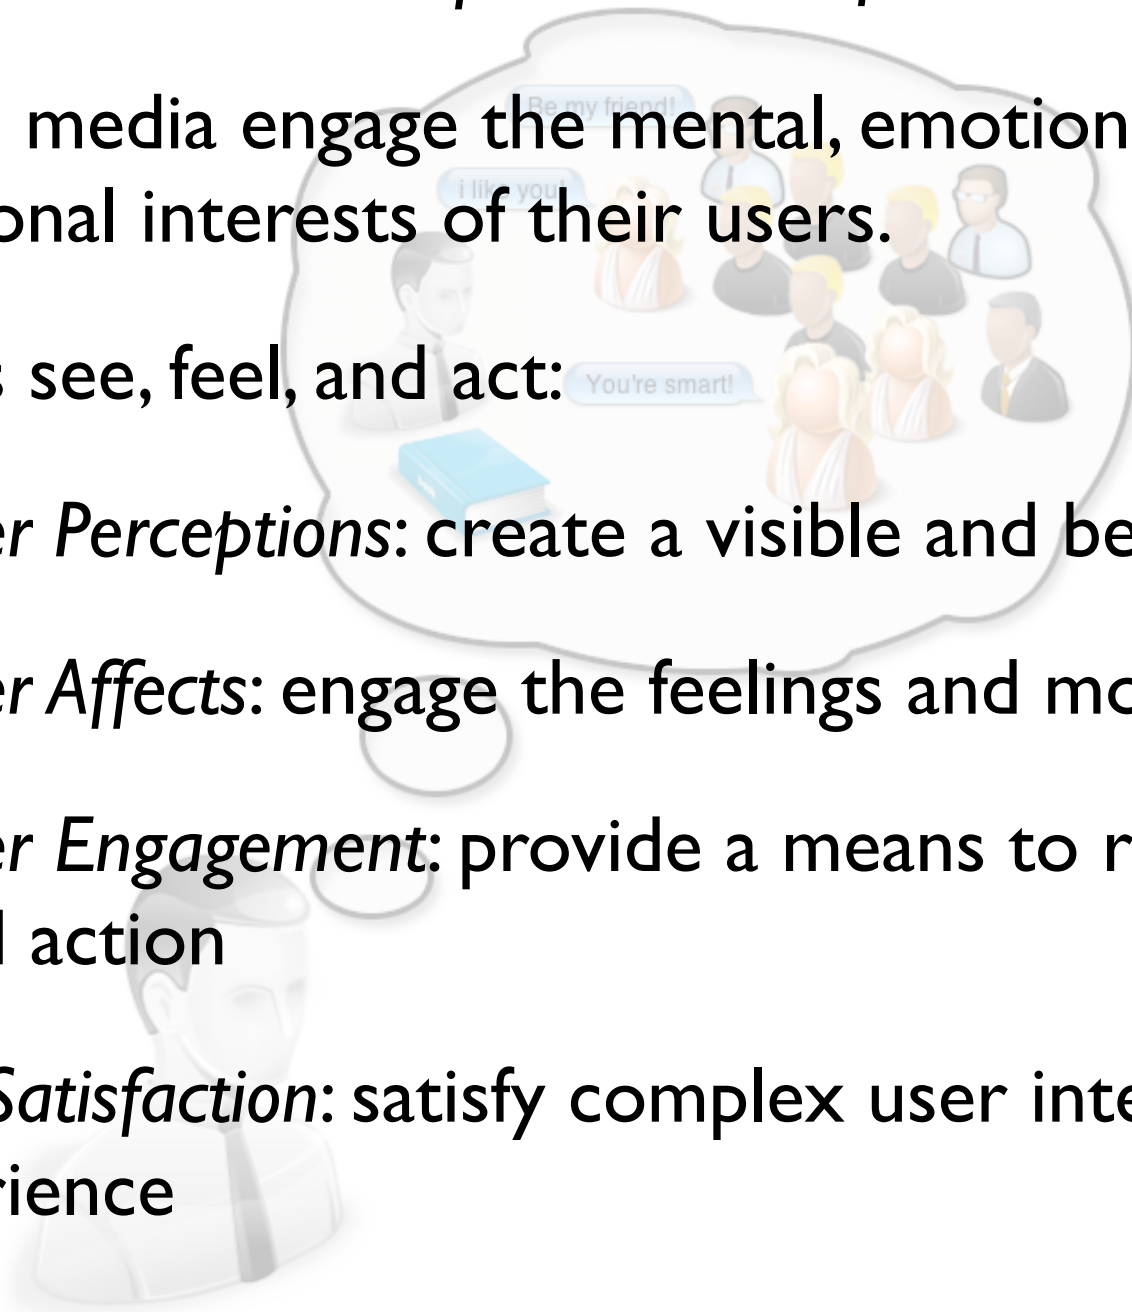 media engage the mental, emotion
onal interests of their users.
s see, feel, and act:
er Perceptions: create a visible and be
er Affects: engage the feelings and mo
er Engagement: provide a means to r
d action
Satisfaction: satisfy complex user inte
rience
Be my friend!
i like you!
You're smart!